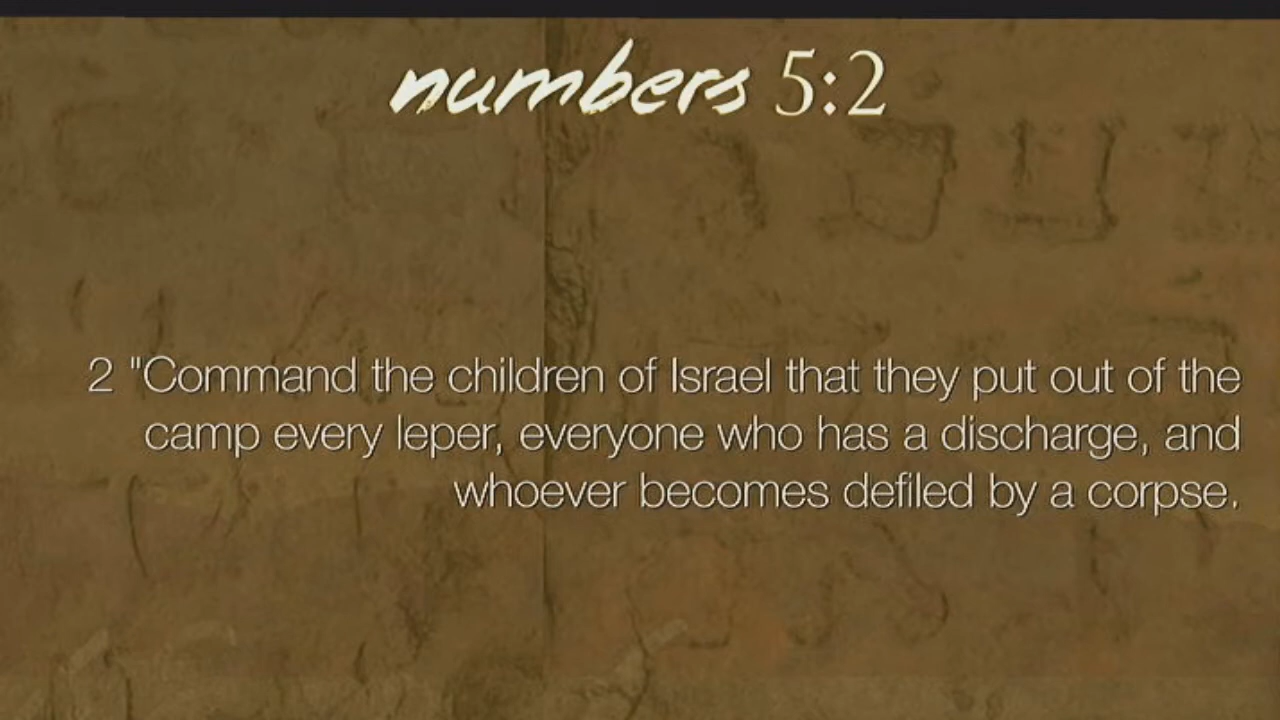 numbers 5:2
2 "Command the children of Israel that they put out of the
camp every leper, everyone who has a discharge, and
whoever becomes defiled by a corpse.